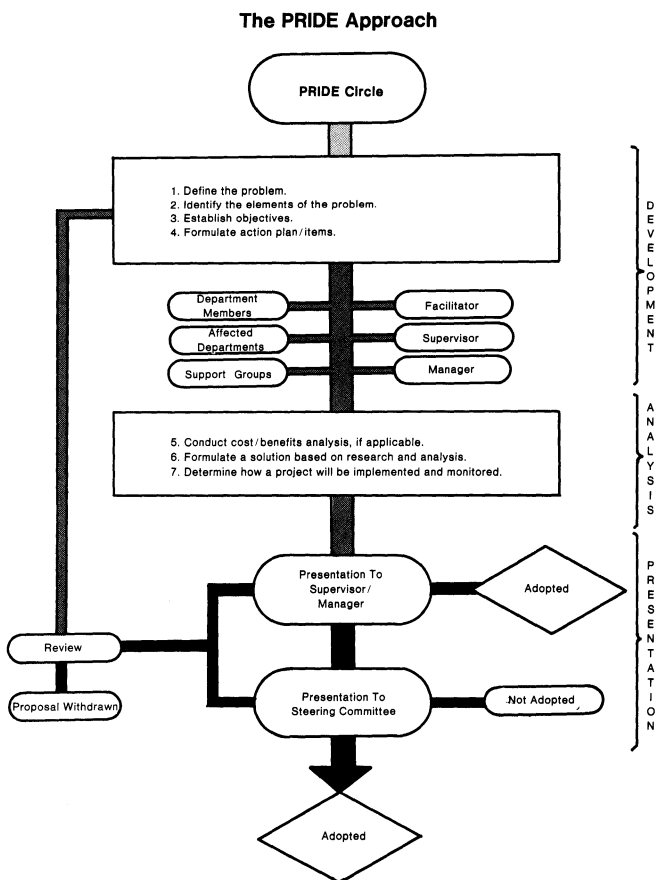 The PRIDE Approach
PRIDE Circle
1. Define the problem.
2. Identify the elements of the problem.
3. Establish objectives.
4. Formulate action plan/items.
Department
Members
Facilitator
Affected
Departments
Supervisor
Support Groups
Manager
DEVELOPMENT
5. Conduct cost/benefits analysis, if applicable.
6. Formulate a solution based on research and analysis.
7. Determine how a project will be implemented and monitored.
ANALYSIS
Presentation To
Supervisor/
Manager
Adopted
Review
Proposal Withdrawn
Presentation To
Steering Committee
Not Adopted
PRESENTATION
Adopted